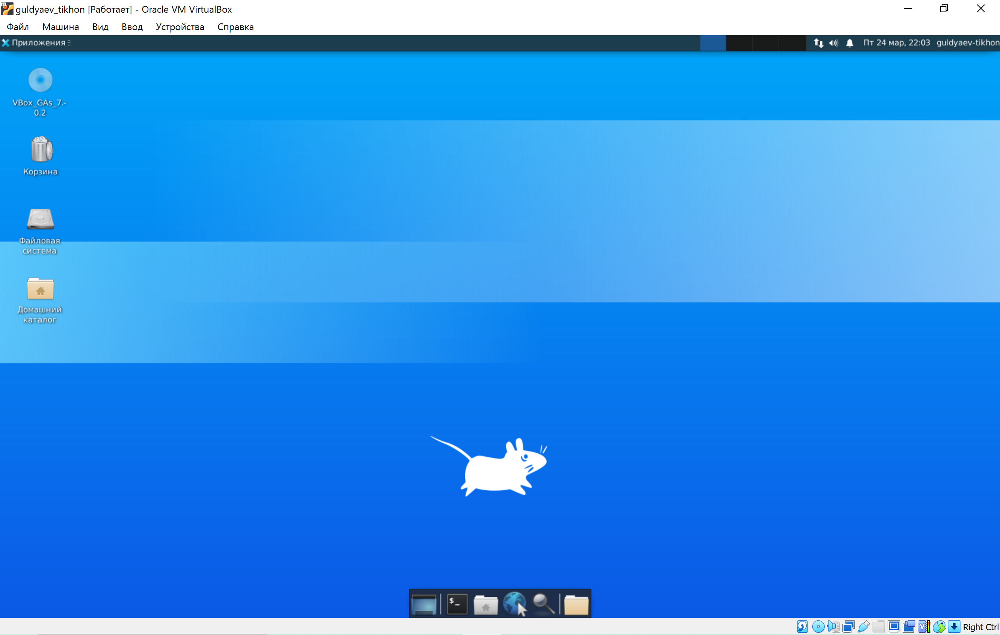 64
guldyaev_tikhon [Работает] - Oracle VM VirtualBox
Файл Машина Вид Ввод Устройства Справка
Приложения
Пт 24 мар, 22:03 guldyaev-tikhon
VBox_GAs_7.-
0.2
Корзина
Файловая
система
Домашний
каталог
$_
V
Right Ctrl